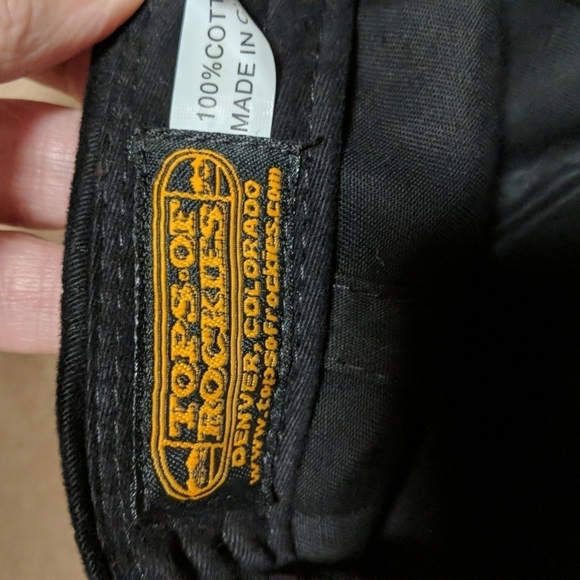 100%COTT
MADE IN C
TOPS•OF
ROCKIES
DENVER, COLORADO
www.topsofrockies.com